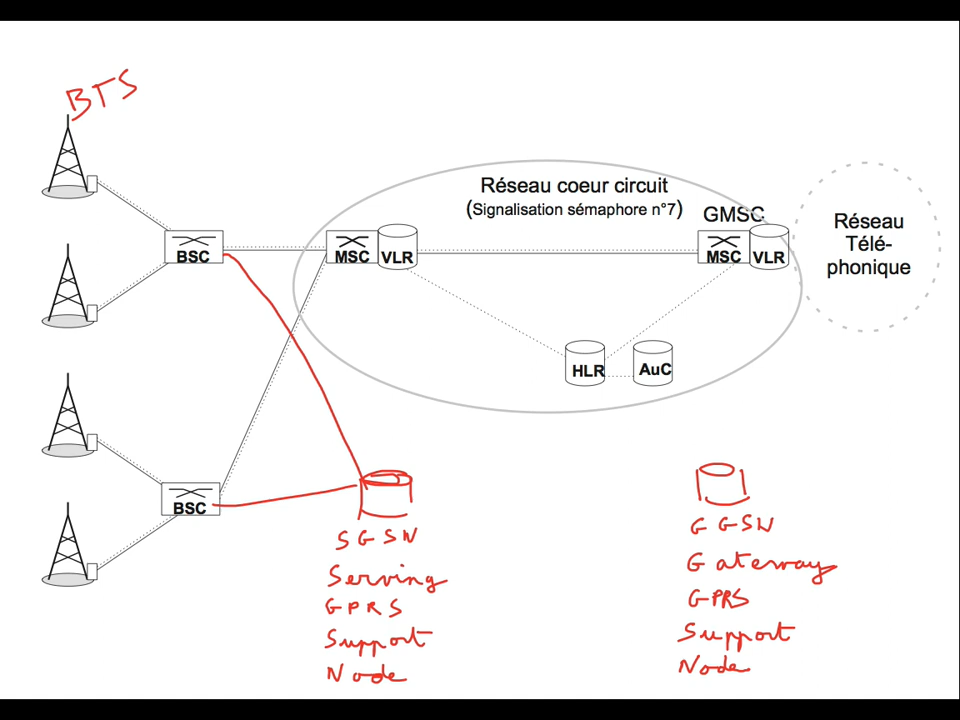 BTS
Réseau coeur circuit
(Signalisation sémaphore n°7)
GMSC
Réseau
Télé-
phonique
BSC
MSC
VLR
MSC
VLR
HLR
AuC
BSC
SGSN
Serving
GPRS
Support
Node
GGSN
Gateway
GPRS
Support
Node